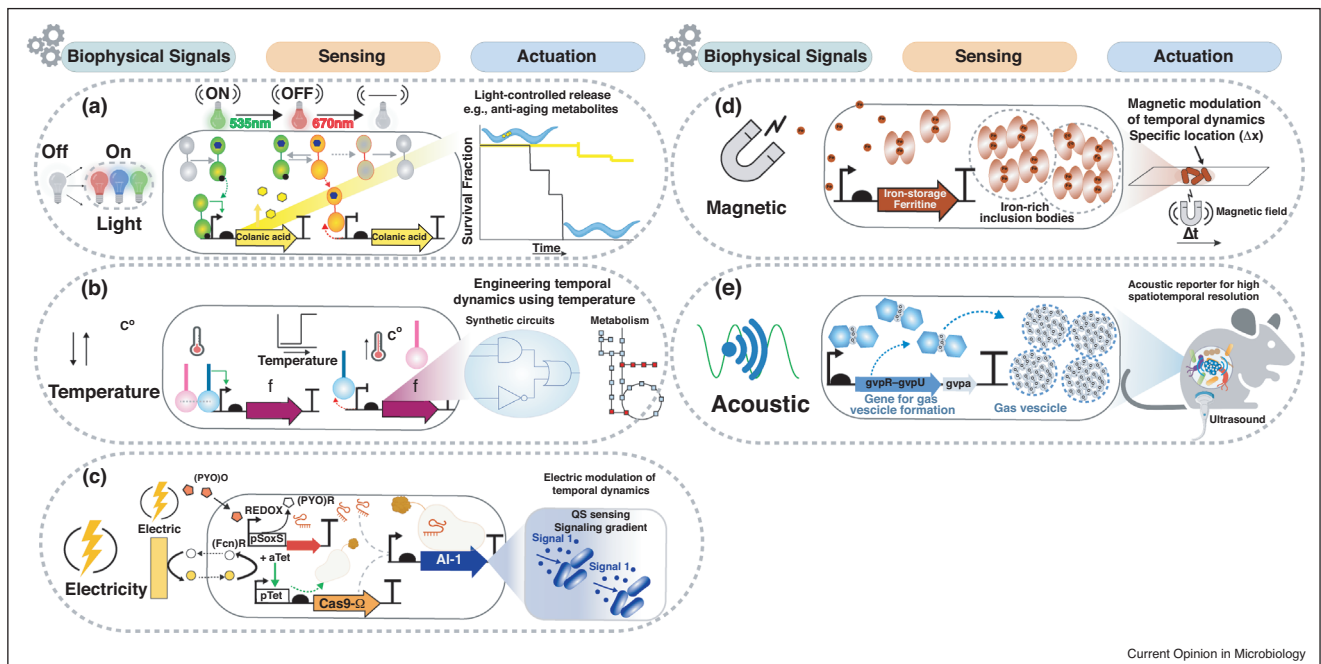 Biophysical Signals
Sensing
Actuation
(a)
(ON)
(OFF)
535nm
670nm
Off
On
Light
Colanic acid
Colanic acid
Light-controlled release
e.g., anti-aging metabolites
Survival Fraction
Time
(b)
C°
Temperature
Temperature
C°
f
f
Engineering temporal
dynamics using temperature
Synthetic circuits
Metabolism
(c)
Electricity
Electric
(PYO)O
(PYO)R
REDOX
pSoxS
(Fcn)R
+ aTet
pTet
Cas9-Ω
AI-1
Electric modulation of
temporal dynamics
QS sensing
Signaling gradient
Signal 1
Signal 1
Biophysical Signals
Sensing
Actuation
(d)
Magnetic
Fe
Iron-storage
Ferritine
Iron-rich
inclusion bodies
Magnetic modulation
of temporal dynamics
Specific location (Δx)
Magnetic field
Δt
(e)
Acoustic
gvpR–gvpU
gvpa
Gene for gas
vescicle formation
Gas vescicle
Acoustic reporter for high
spatiotemporal resolution
Ultrasound
Current Opinion in Microbiology